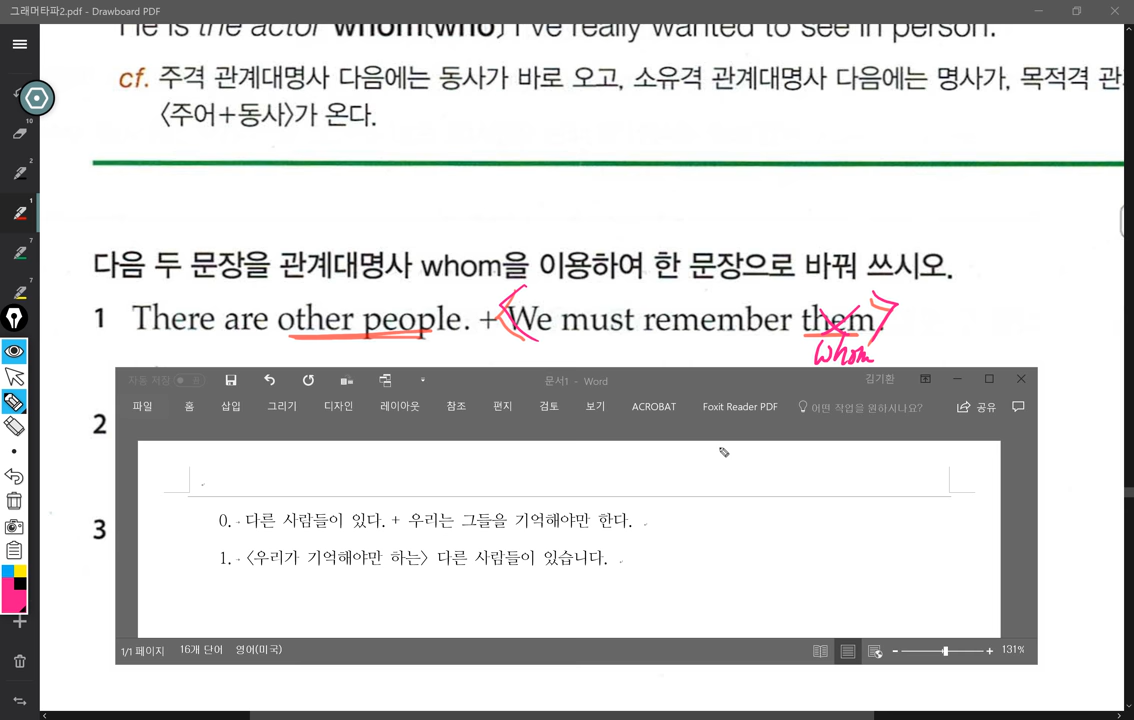 그래머타파2.pdf - Drawboard PDF
He is the actor whom(who) I've really wanted to see in person.
cf. 주격 관계대명사 다음에는 동사가 바로 오고, 소유격 관계대명사 다음에는 명사가, 목적격 관
〈주어+동사〉가 온다.
다음 두 문장을 관계대명사 whom을 이용하여 한 문장으로 바꿔 쓰시오.
1 There are other people. + We must remember them.
whom
자동 저장
문서1 - Word
김기환
파일 홈 삽입 그리기 디자인 레이아웃 참조 편지 검토 보기 ACROBAT Foxit Reader PDF 어떤 작업을 원하시나요? 공유
2
0. 다른 사람들이 있다. + 우리는 그들을 기억해야만 한다.
3
1. 〈우리가 기억해야만 하는〉 다른 사람들이 있습니다.
1/1 페이지 16개 단어 영어(미국) 131%
10
2
1
7
7